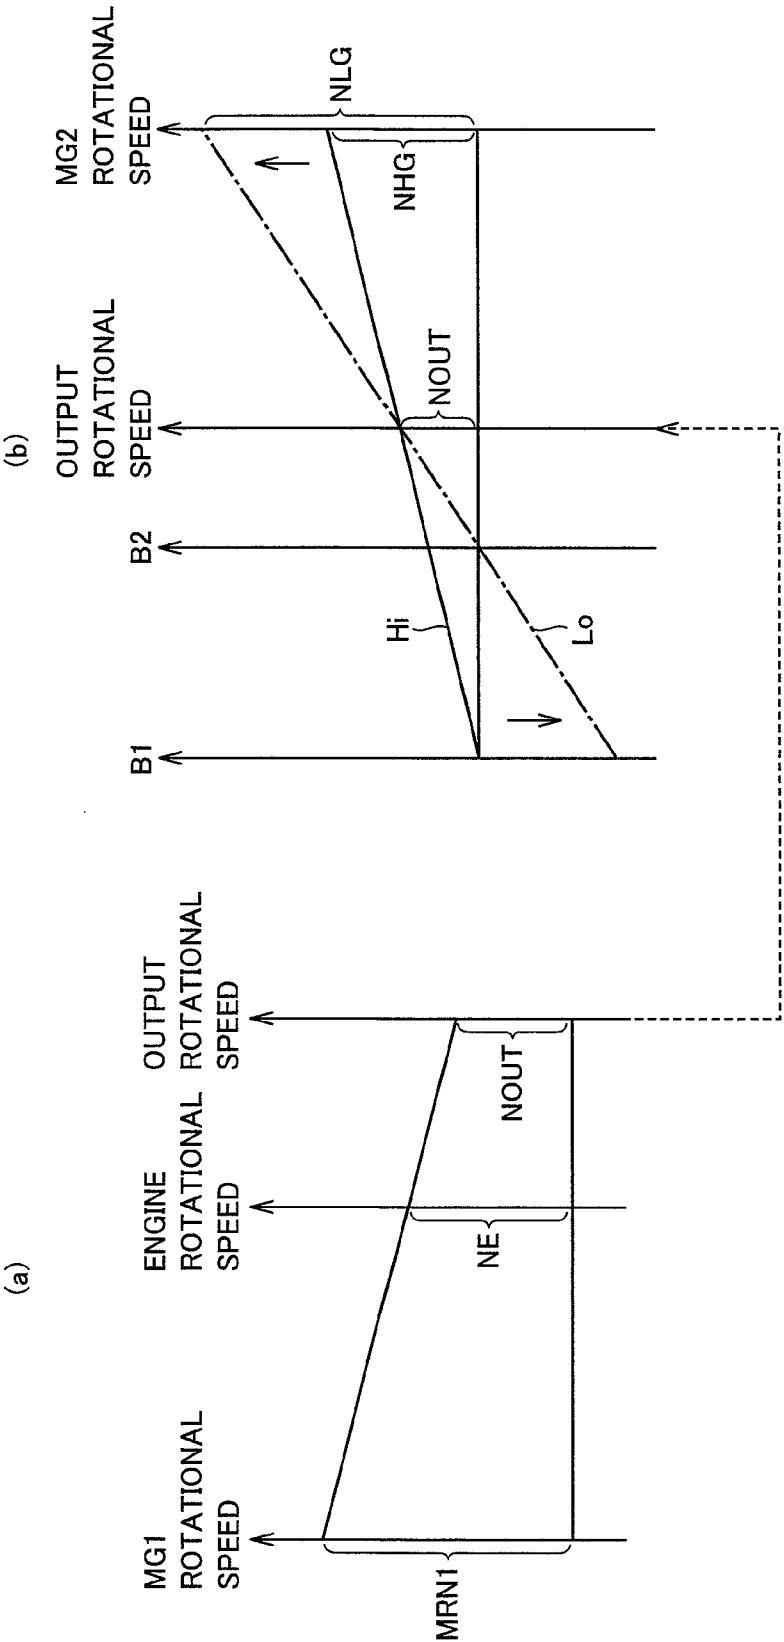 (a)
MG1
ROTATIONAL
SPEED
ENGINE
ROTATIONAL
SPEED
OUTPUT
ROTATIONAL
SPEED
MRN1
NE
NOUT
(b)
B1
B2
OUTPUT
ROTATIONAL
SPEED
MG2
ROTATIONAL
SPEED
Hi
Lo
NOUT
NHG
NLG